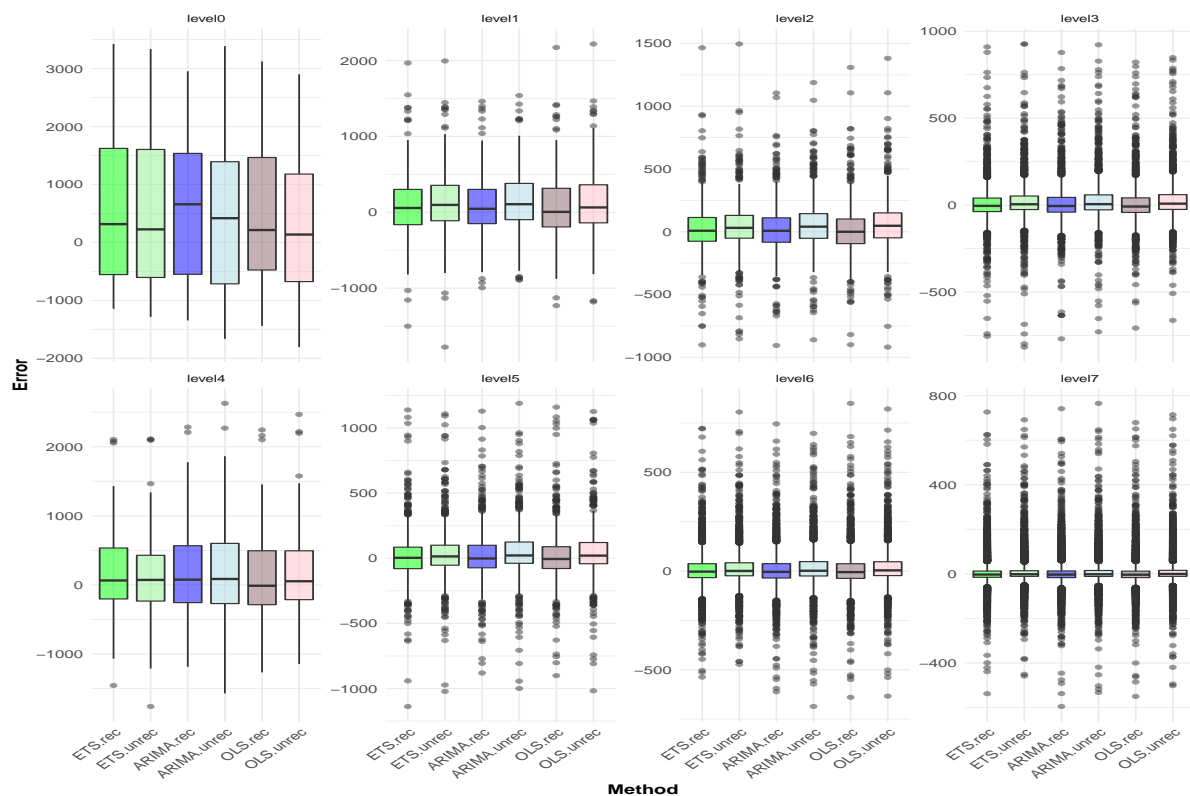 level0
level1
level2
level3
3000
2000
1000
0
−1000
−2000
2000
1000
0
−1000
1500
1000
500
0
−500
−1000
1000
500
0
−500
Error
level4
level5
level6
level7
2000
1000
0
−1000
1000
500
0
−500
−1000
500
0
−500
800
400
0
−400
ETS.rec
ETS.unrec
ARIMA.rec
ARIMA.unrec
OLS.rec
OLS.unrec
ETS.rec
ETS.unrec
ARIMA.rec
ARIMA.unrec
OLS.rec
OLS.unrec
ETS.rec
ETS.unrec
ARIMA.rec
ARIMA.unrec
OLS.rec
OLS.unrec
ETS.rec
ETS.unrec
ARIMA.rec
ARIMA.unrec
OLS.rec
OLS.unrec
Method